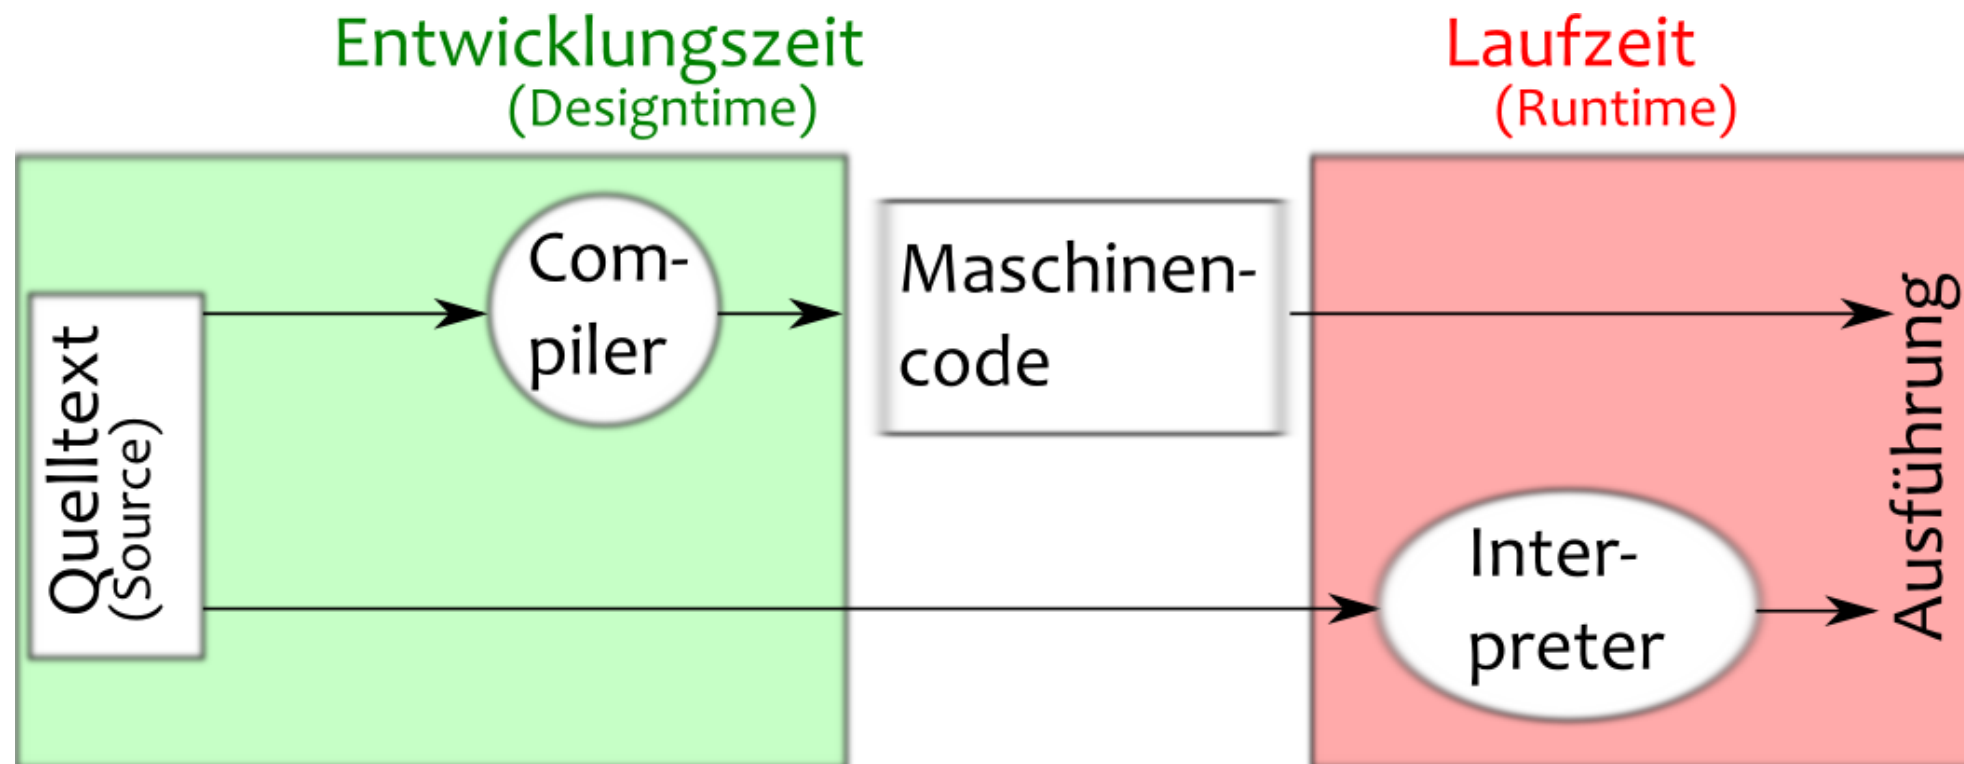 Entwicklungszeit
(Designtime)
Laufzeit
(Runtime)
Quelltext
(Source)
Com-
piler
Maschinen-
code
Inter-
preter
Ausführung